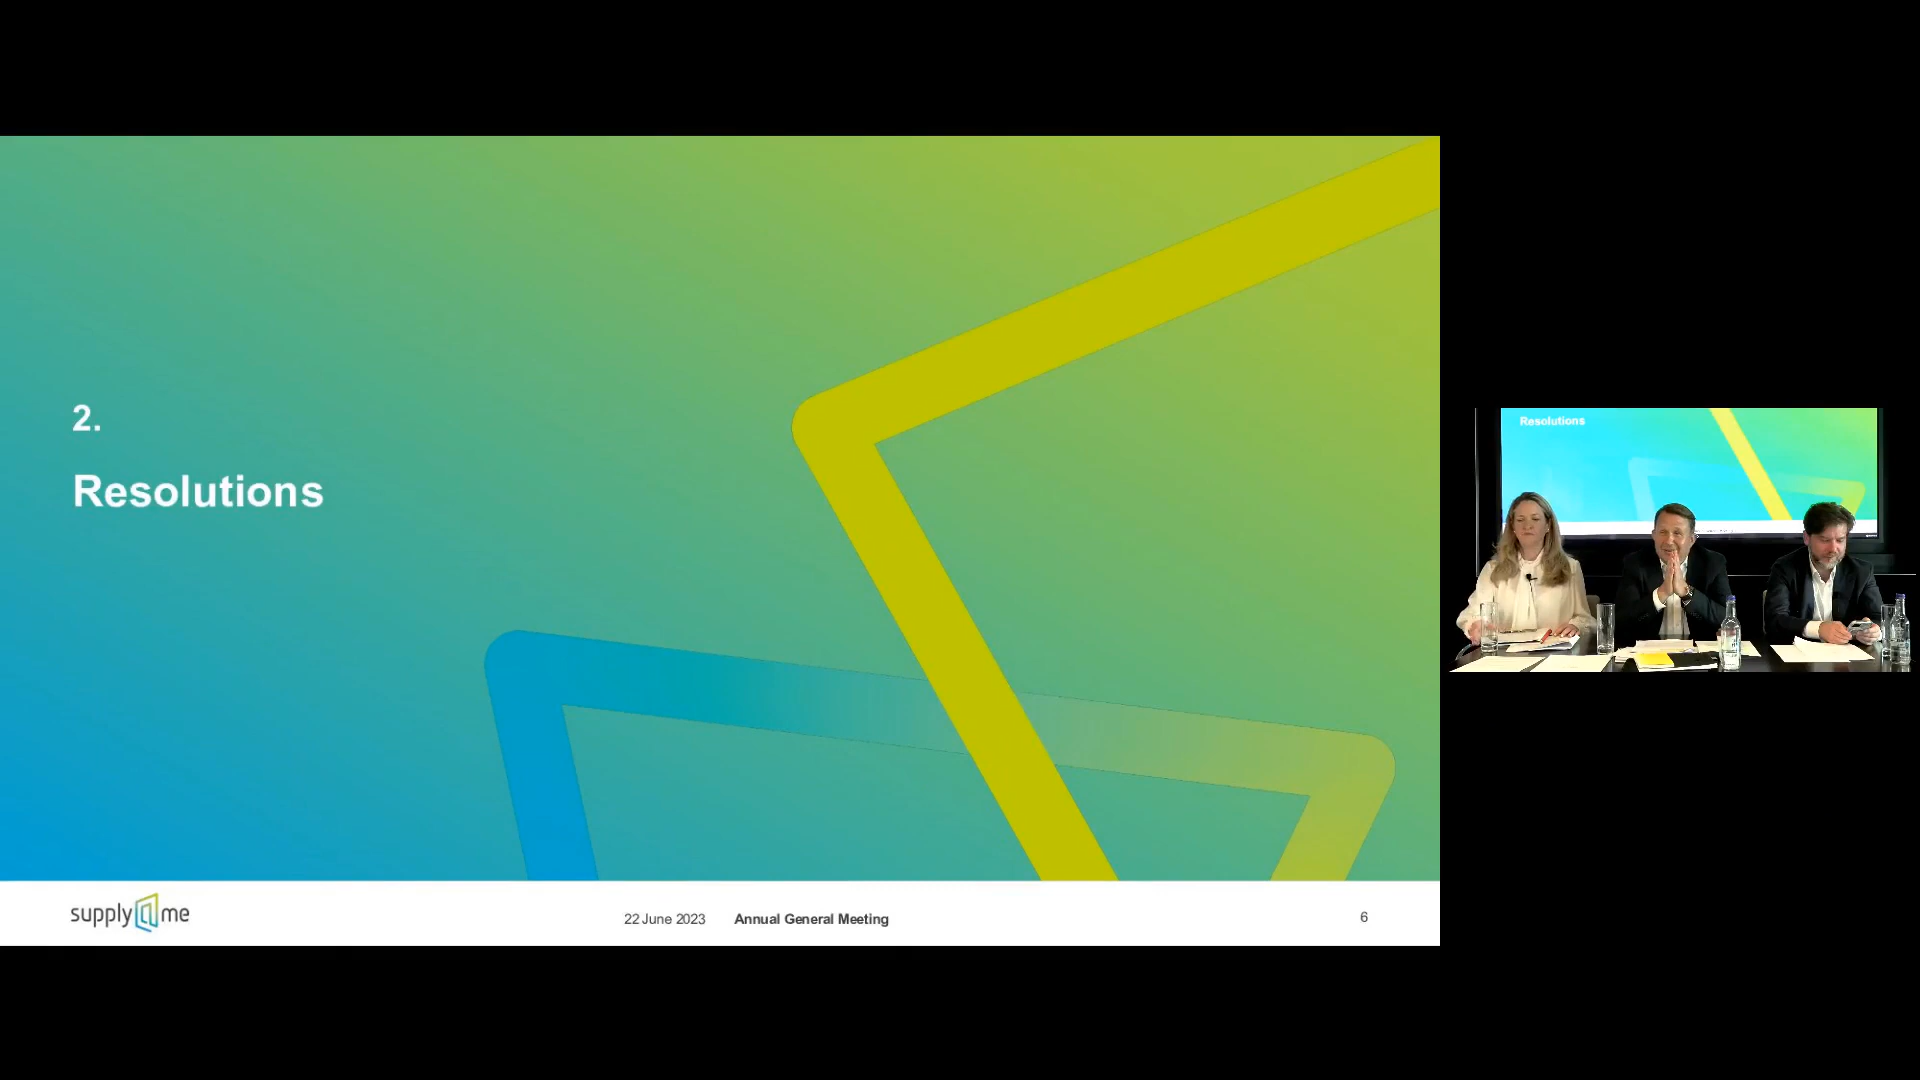 2.
Resolutions
supply@me
22 June 2023 Annual General Meeting
6
Resolutions